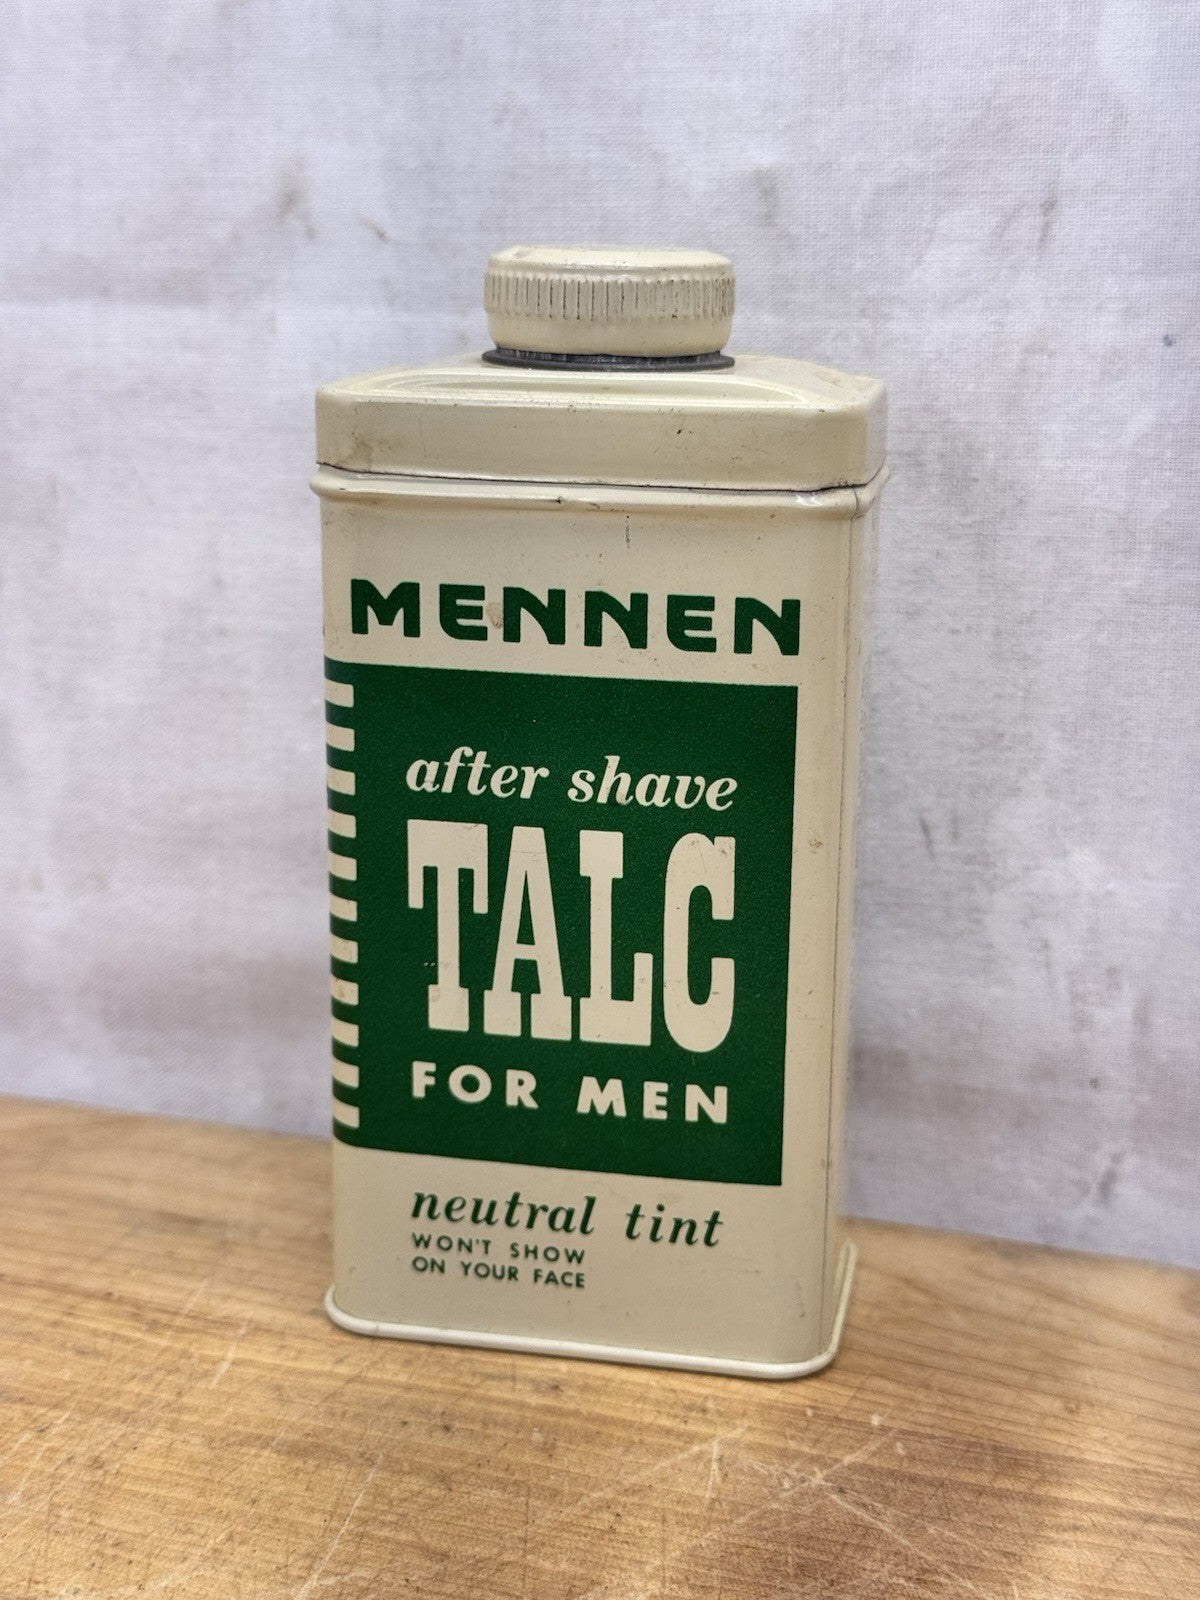 MENNEN
after shave
TALC
FOR MEN
neutral tint
WON'T SHOW
ON YOUR FACE